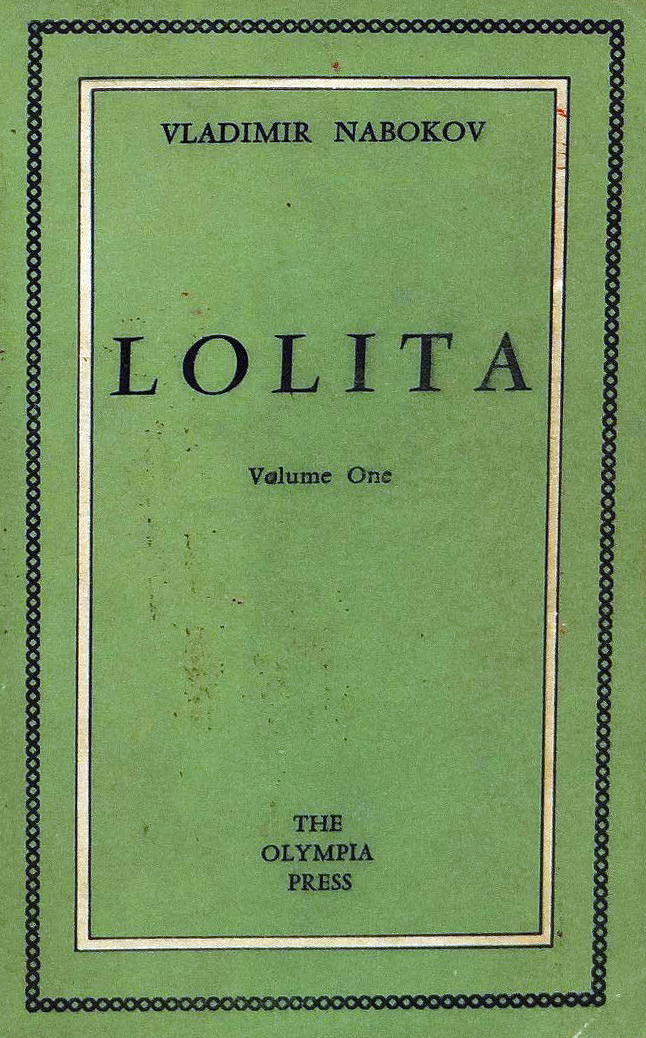 VLADIMIR NABOKOV
LOLITA
Volume One
THE
OLYMPIA
PRESS